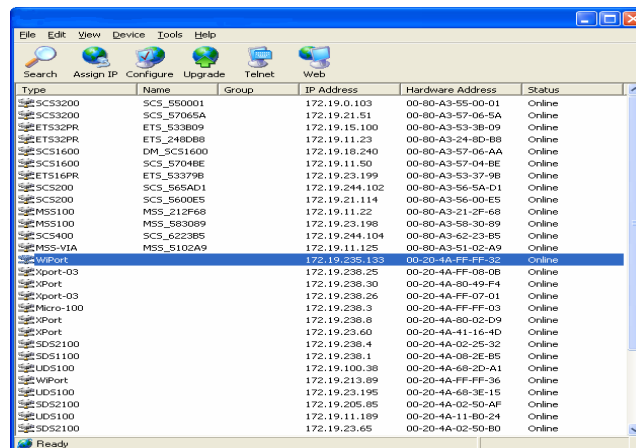 File Edit View Device Tools Help
Search Assign IP Configure Upgrade Telnet Web
Type Name Group IP Address Hardware Address Status
SCS3200 SCS_550001 172.19.0.103 00-80-A3-55-00-01 Online
SCS3200 SCS_57065A 172.19.21.51 00-80-A3-57-06-5A Online
ETS32PR ETS_533B09 172.19.15.100 00-80-A3-53-3B-09 Online
ETS32PR ETS_248DB8 172.19.11.23 00-80-A3-24-8D-B8 Online
SCS1600 DM_SCS1600 172.19.18.240 00-80-A3-57-06-AA Online
SCS1600 SCS_5704BE 172.19.11.50 00-80-A3-57-04-BE Online
ETS16PR ETS_53379B 172.19.23.199 00-80-A3-53-37-9B Online
SCS200 SCS_565AD1 172.19.244.102 00-80-A3-56-5A-D1 Online
SCS200 SCS_5600E5 172.19.21.114 00-80-A3-56-00-E5 Online
MSS100 MSS_212F68 172.19.11.22 00-80-A3-21-2F-68 Online
MSS100 MSS_583089 172.19.23.198 00-80-A3-58-30-89 Online
SCS400 SCS_6223B5 172.19.244.104 00-80-A3-62-23-B5 Online
MSS-VIA MSS_5102A9 172.19.11.125 00-80-A3-51-02-A9 Online
WiPort 172.19.235.133 00-20-4A-FF-FF-32 Online
Xport-03 172.19.238.25 00-20-4A-FF-08-0B Online
XPort 172.19.238.30 00-20-4A-80-49-F4 Online
Xport-03 172.19.238.26 00-20-4A-FF-07-01 Online
Micro-100 172.19.238.3 00-20-4A-FF-FF-03 Online
XPort 172.19.238.8 00-20-4A-80-02-D9 Online
XPort 172.19.23.60 00-20-4A-41-16-4D Online
SDS2100 172.19.238.4 00-20-4A-02-25-32 Online
SDS1100 172.19.238.1 00-20-4A-08-2E-B5 Online
UDS100 172.19.100.38 00-20-4A-68-2D-A1 Online
WiPort 172.19.213.89 00-20-4A-FF-FF-36 Online
UDS100 172.19.23.195 00-20-4A-68-3E-15 Online
SDS2100 172.19.205.85 00-20-4A-02-50-AF Online
UDS100 172.19.11.189 00-20-4A-11-B0-24 Online
SDS2100 172.19.23.65 00-20-4A-02-50-B0 Online
Ready